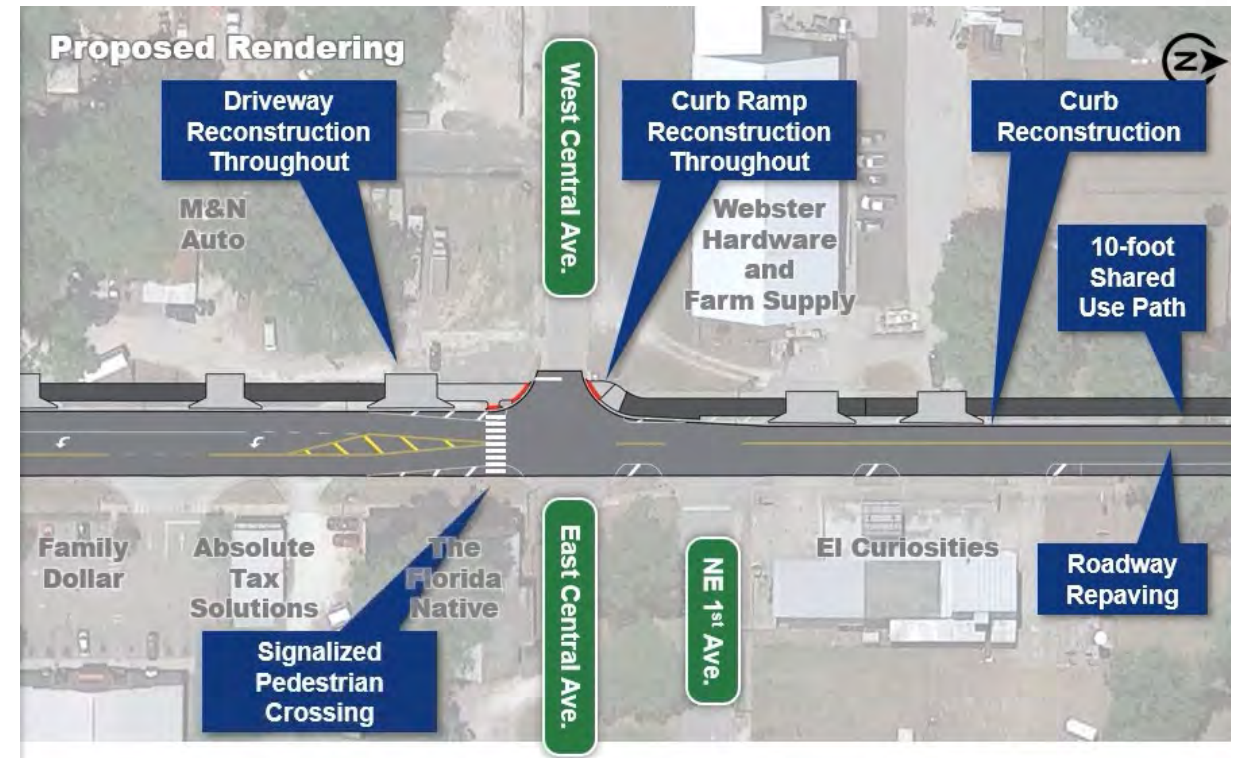 Proposed Rendering
N
Driveway
Reconstruction
Throughout
West Central Ave.
Curb Ramp
Reconstruction
Throughout
Curb
Reconstruction
M&N
Auto
Webster
Hardware
and
Farm Supply
10-foot
Shared
Use Path
Family
Dollar
Absolute
Tax
Solutions
The
Florida
Native
East Central Ave.
NE 1st Ave.
El Curiosities
Roadway
Repaving
Signalized
Pedestrian
Crossing